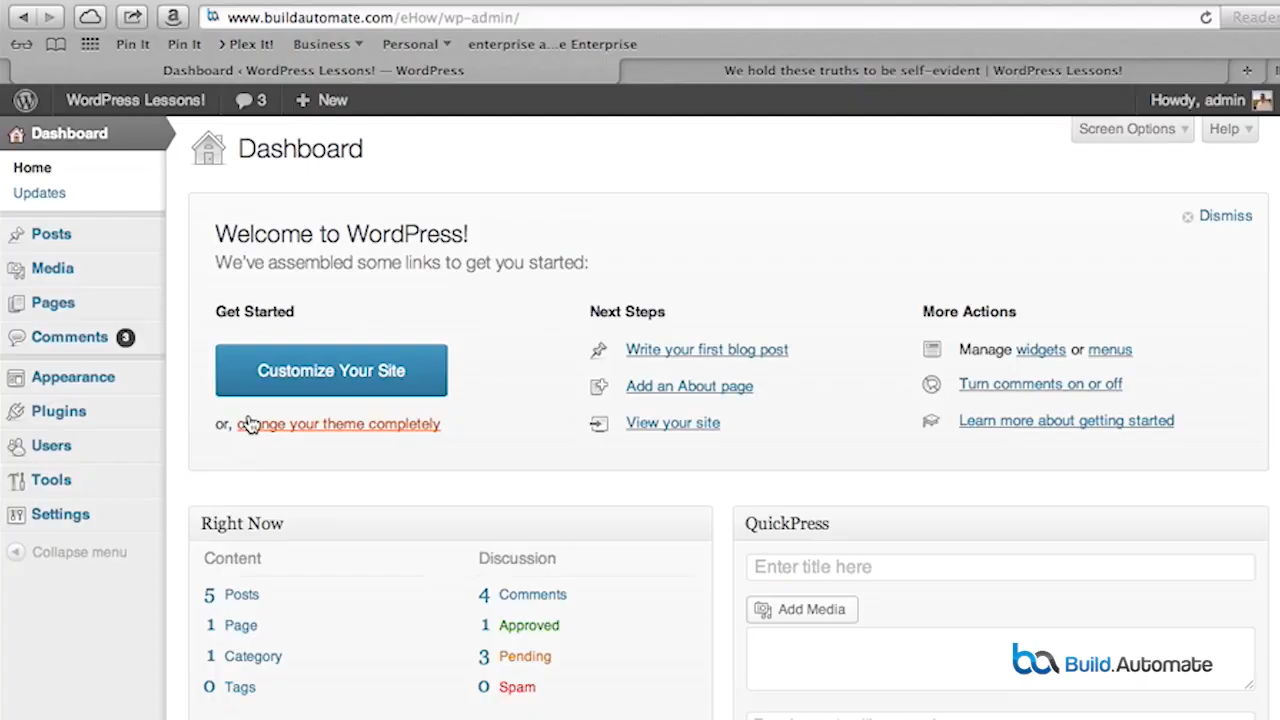 www.buildautomate.com/eHow/wp-admin/
Reader
Pin It Pin It Plex It! Business Personal enterprise a...e Enterprise
Dashboard ‹ WordPress Lessons! — WordPress
We hold these truths to be self-evident | WordPress Lessons!
WordPress Lessons! 3 + New Howdy, admin
Dashboard
Home
Updates
Posts
Media
Pages
Comments 3
Appearance
Plugins
Users
Tools
Settings
Collapse menu
Dashboard
Screen Options Help
Welcome to WordPress!
Dismiss
We've assembled some links to get you started:
Get Started
Customize Your Site
or, change your theme completely
Next Steps
Write your first blog post
Add an About page
View your site
More Actions
Manage widgets or menus
Turn comments on or off
Learn more about getting started
Right Now
Content
5 Posts
1 Page
1 Category
0 Tags
Discussion
4 Comments
1 Approved
3 Pending
0 Spam
QuickPress
Enter title here
Add Media
ba Build.Automate